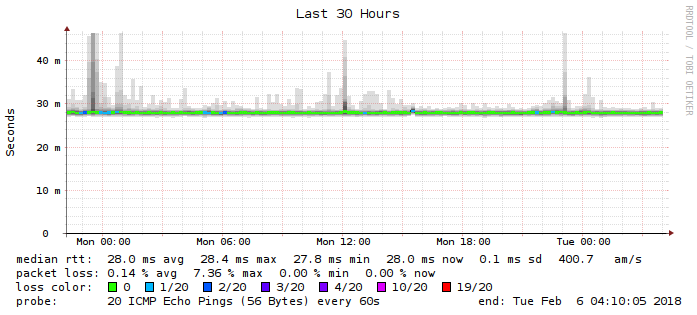 Last 30 Hours
RRDTOOL / TOBI OETIKER
Seconds
40 m
30 m
20 m
10 m
0
Mon 00:00 Mon 06:00 Mon 12:00 Mon 18:00 Tue 00:00
median rtt: 28.0 ms avg 28.4 ms max 27.8 ms min 28.0 ms now 0.1 ms sd 400.7 am/s
packet loss: 0.14 % avg 7.36 % max 0.00 % min 0.00 % now
loss color: 0 1/20 2/20 3/20 4/20 10/20 19/20
probe: 20 ICMP Echo Pings (56 Bytes) every 60s end: Tue Feb 6 04:10:05 2018